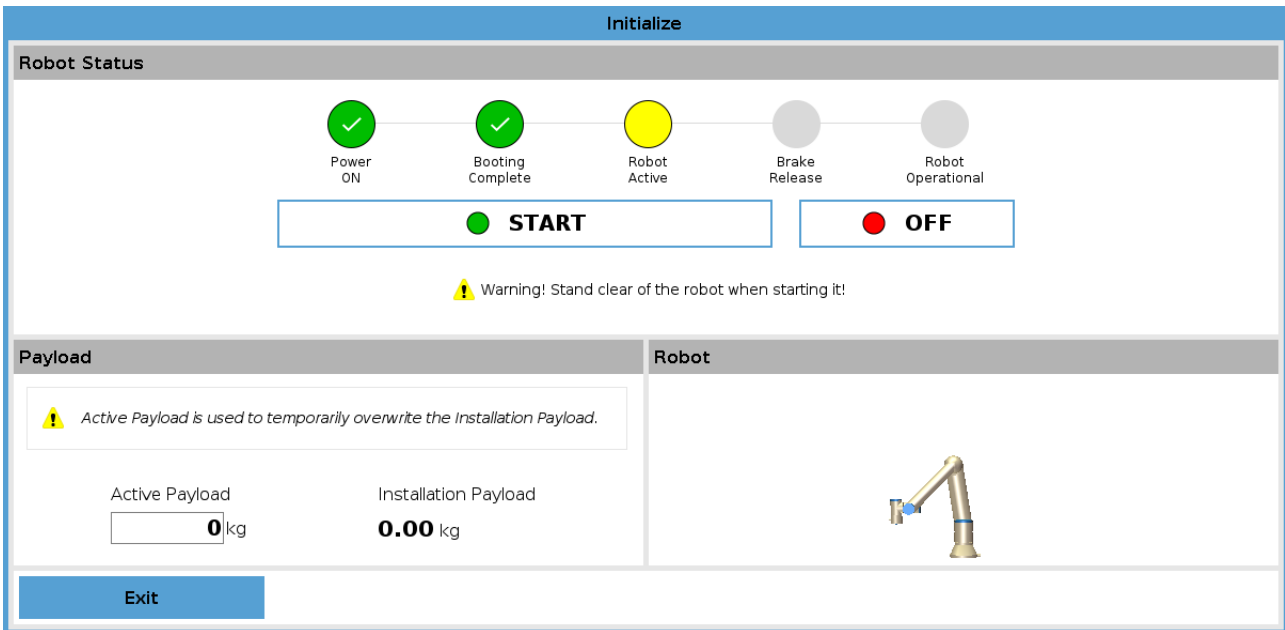 Initialize
Robot Status
Power
ON
Booting
Complete
Robot
Active
Brake
Release
Robot
Operational
START
OFF
Warning! Stand clear of the robot when starting it!
Payload
Robot
Active Payload is used to temporarily overwrite the Installation Payload.
Active Payload
Installation Payload
0 kg
0.00 kg
Exit